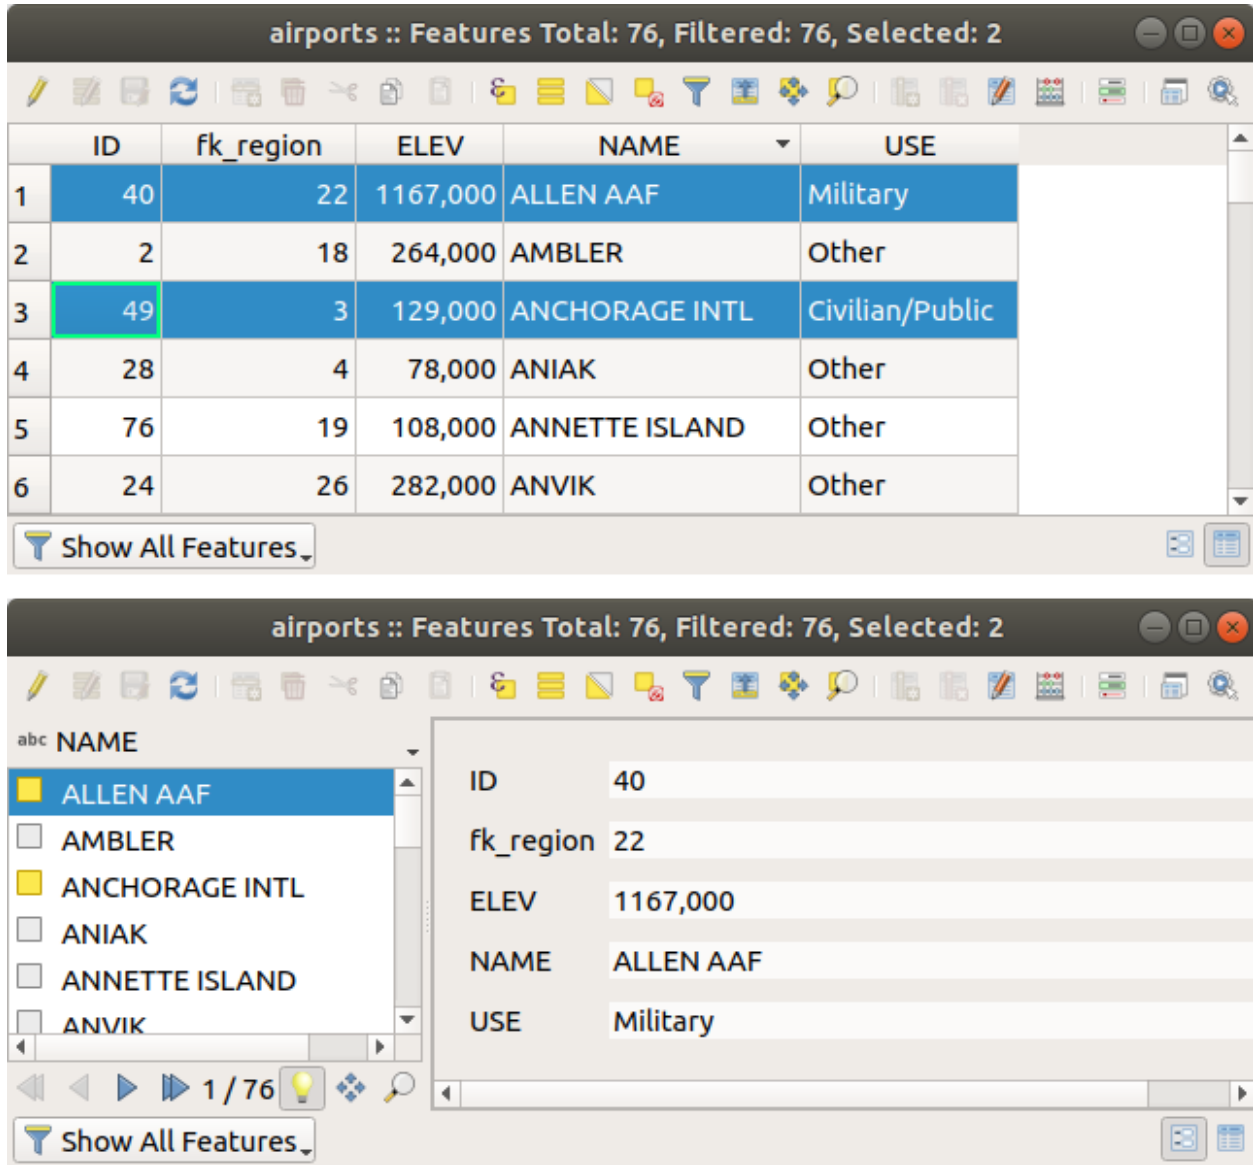 airports :: Features Total: 76, Filtered: 76, Selected: 2
ID fk_region ELEV NAME USE
1 40 22 1167,000 ALLEN AAF Military
2 2 18 264,000 AMBLER Other
3 49 3 129,000 ANCHORAGE INTL Civilian/Public
4 28 4 78,000 ANIAK Other
5 76 19 108,000 ANNETTE ISLAND Other
6 24 26 282,000 ANVIK Other
Show All Features
airports :: Features Total: 76, Filtered: 76, Selected: 2
abc NAME
ALLEN AAF
AMBLER
ANCHORAGE INTL
ANIAK
ANNETTE ISLAND
ANVIK
1 / 76
ID 40
fk_region 22
ELEV 1167,000
NAME ALLEN AAF
USE Military
Show All Features